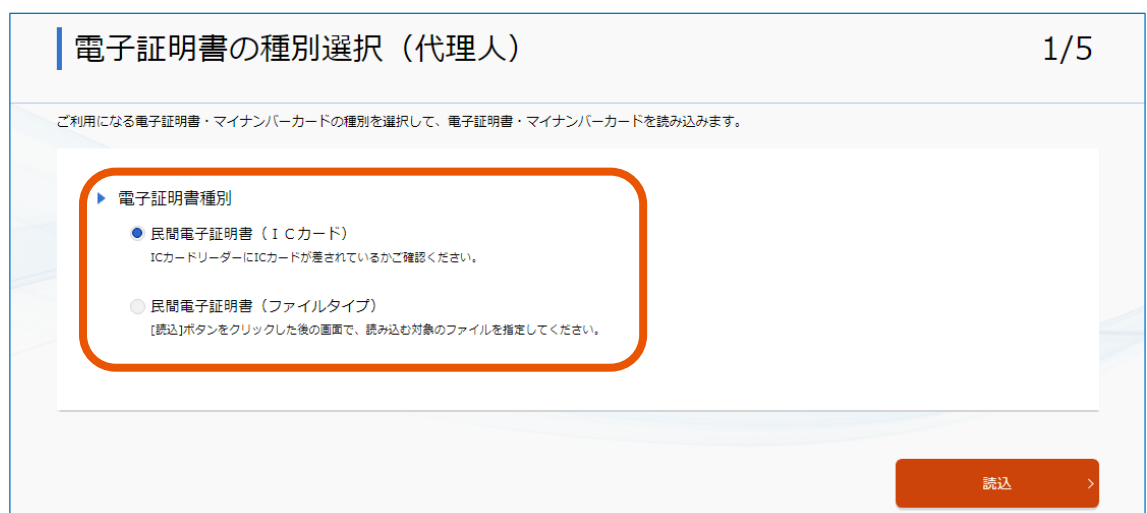 電子証明書の種別選択（代理人）
1/5
ご利用になる電子証明書・マイナンバーカードの種別を選択して、電子証明書・マイナンバーカードを読み込みます。
電子証明書種別
民間電子証明書（ＩＣカード）
ICカードリーダーにICカードが差されているかご確認ください。
民間電子証明書（ファイルタイプ）
[読込]ボタンをクリックした後の画面で、読み込む対象のファイルを指定してください。
読込